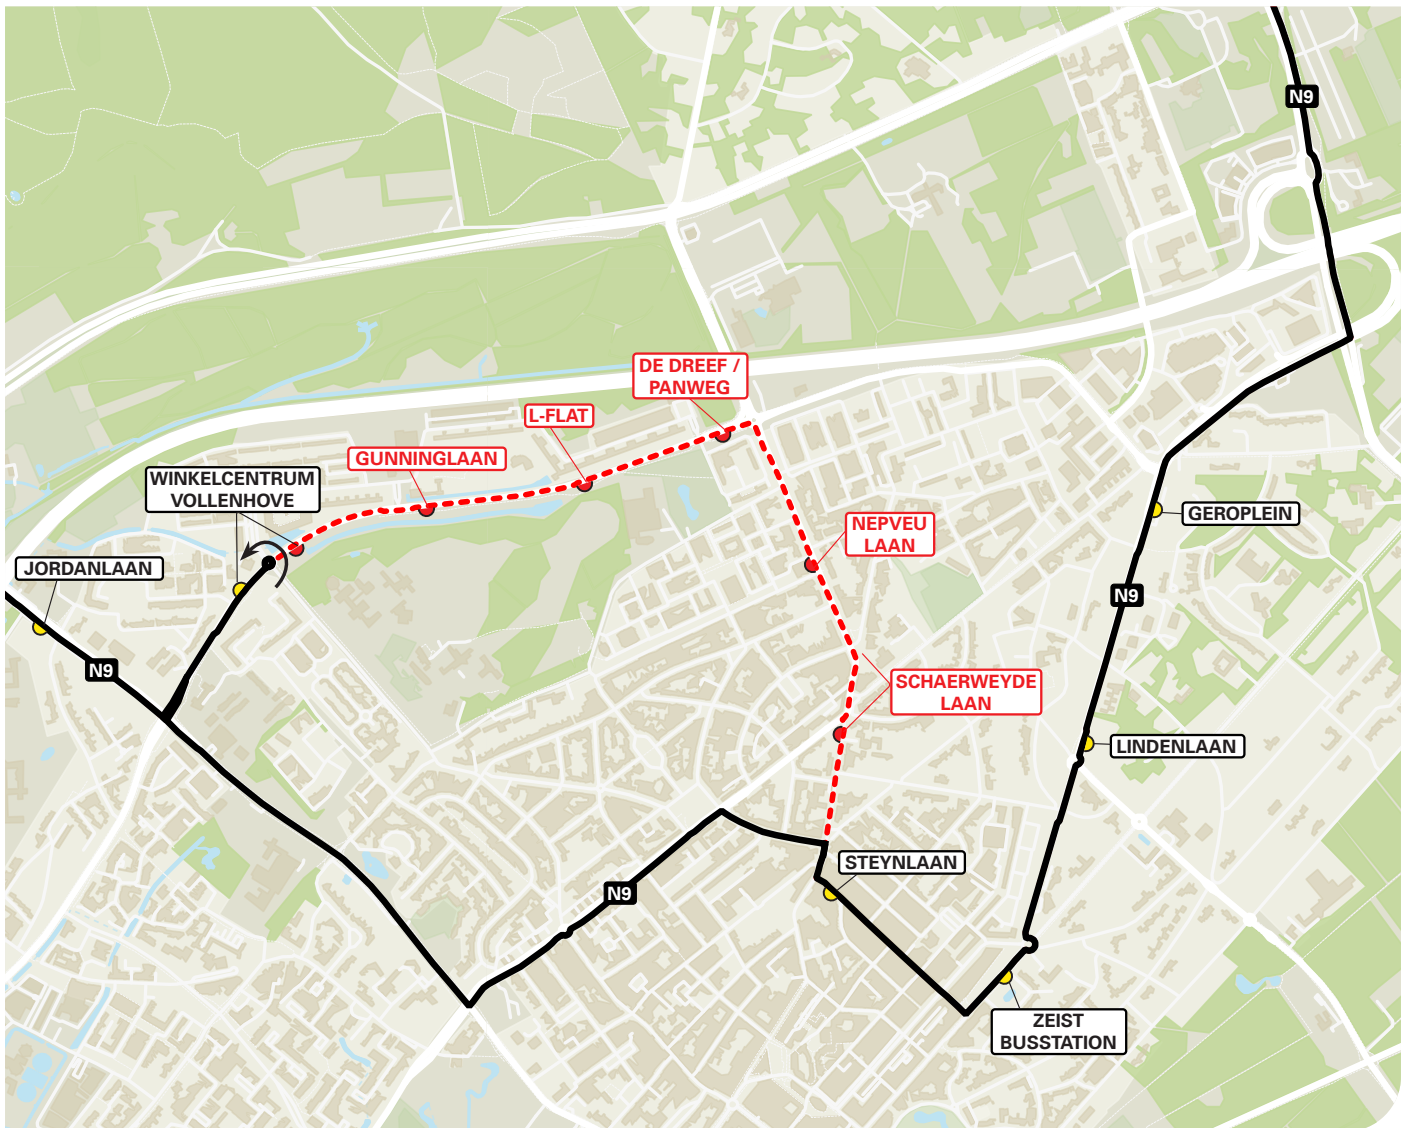 N9
DE DREEF /
PANWEG
L-FLAT
GUNNINGLAAN
WINKELCENTRUM
VOLLENHOVE
GEROPLEIN
NEPVEU
LAAN
JORDANLAAN
N9
N9
SCHAERWEYDE
LAAN
LINDENLAAN
STEYNLAAN
N9
ZEIST
BUSSTATION